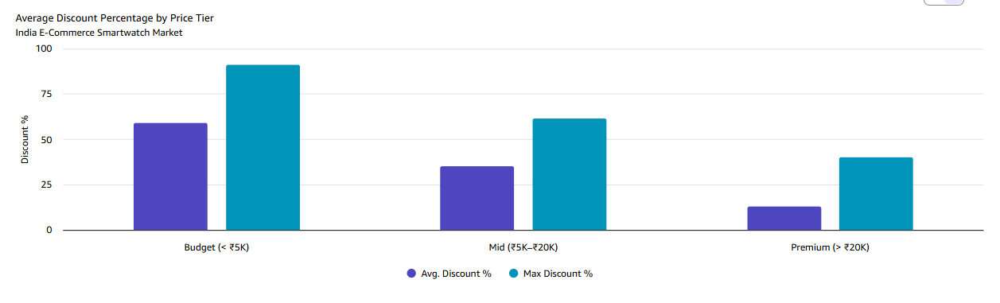 Average Discount Percentage by Price Tier
India E-Commerce Smartwatch Market
100
75
50
25
0
Discount %
Budget (< ₹5K)
Mid (₹5K–₹20K)
Premium (> ₹20K)
Avg. Discount %
Max Discount %